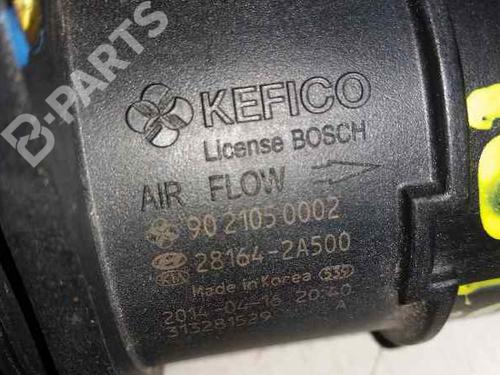 B-PARTS
KEFICO
License BOSCH
AIR FLOW
90 2105 0002
28164-2A500
KIA
Made in Korea
2014-04-16 20:40
313281529 A